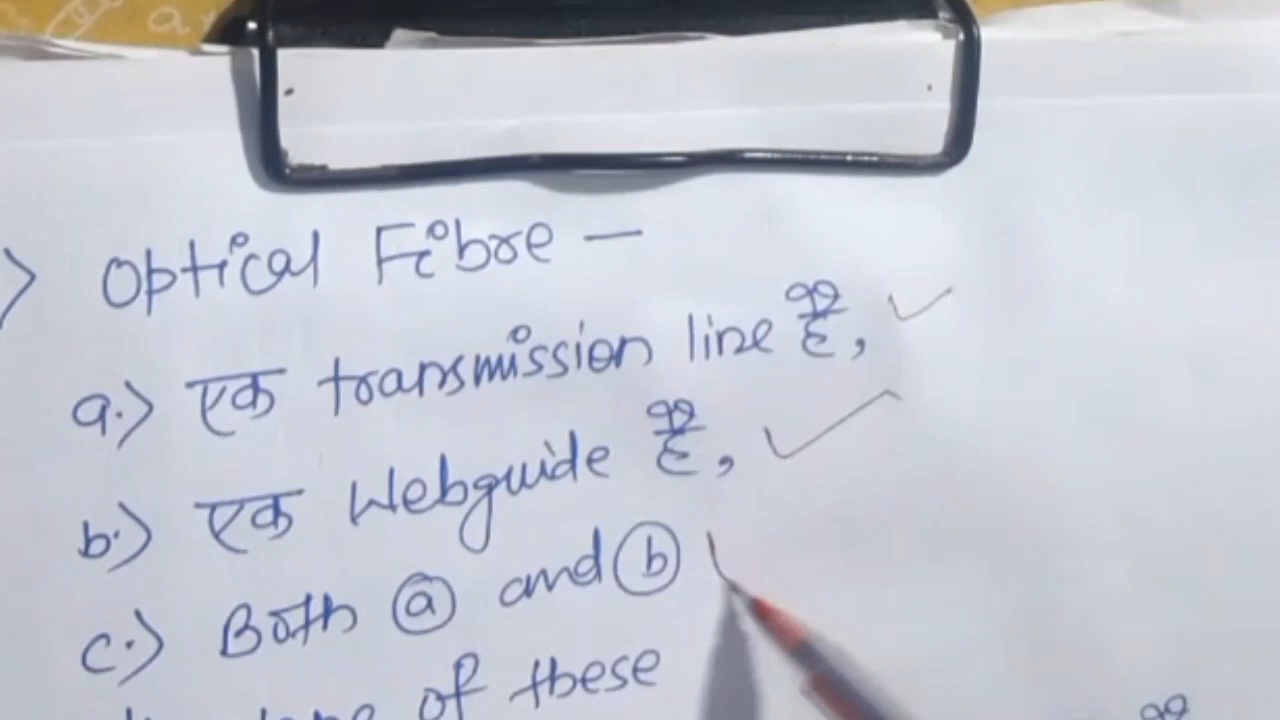 > Optical Fibre –
a.) एक transmission line है,
b.) एक Webguide है,
c.) Both ⓐ and ⓑ
of these